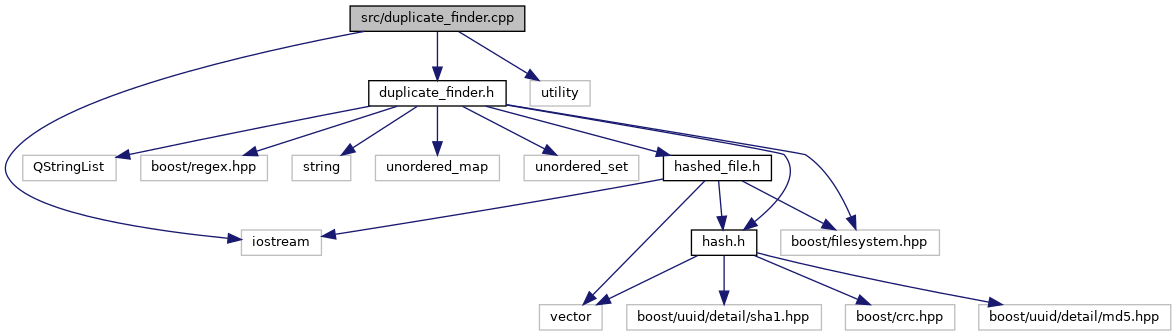 src/duplicate_finder.cpp
duplicate_finder.h
utility
QStringList
boost/regex.hpp
string
unordered_map
unordered_set
hashed_file.h
iostream
hash.h
boost/filesystem.hpp
vector
boost/uuid/detail/sha1.hpp
boost/crc.hpp
boost/uuid/detail/md5.hpp